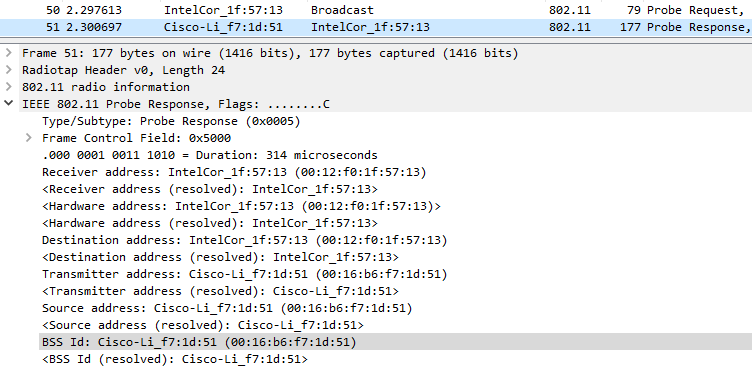 50 2.297613 IntelCor_1f:57:13 Broadcast 802.11 79 Probe Request,
51 2.300697 Cisco-Li_f7:1d:51 IntelCor_1f:57:13 802.11 177 Probe Response,
Frame 51: 177 bytes on wire (1416 bits), 177 bytes captured (1416 bits)
Radiotap Header v0, Length 24
802.11 radio information
IEEE 802.11 Probe Response, Flags: ........C
Type/Subtype: Probe Response (0x0005)
Frame Control Field: 0x5000
.000 0001 0011 1010 = Duration: 314 microseconds
Receiver address: IntelCor_1f:57:13 (00:12:f0:1f:57:13)
<Receiver address (resolved): IntelCor_1f:57:13>
<Hardware address: IntelCor_1f:57:13 (00:12:f0:1f:57:13)>
<Hardware address (resolved): IntelCor_1f:57:13>
Destination address: IntelCor_1f:57:13 (00:12:f0:1f:57:13)
<Destination address (resolved): IntelCor_1f:57:13>
Transmitter address: Cisco-Li_f7:1d:51 (00:16:b6:f7:1d:51)
<Transmitter address (resolved): Cisco-Li_f7:1d:51>
Source address: Cisco-Li_f7:1d:51 (00:16:b6:f7:1d:51)
<Source address (resolved): Cisco-Li_f7:1d:51>
BSS Id: Cisco-Li_f7:1d:51 (00:16:b6:f7:1d:51)
<BSS Id (resolved): Cisco-Li_f7:1d:51>